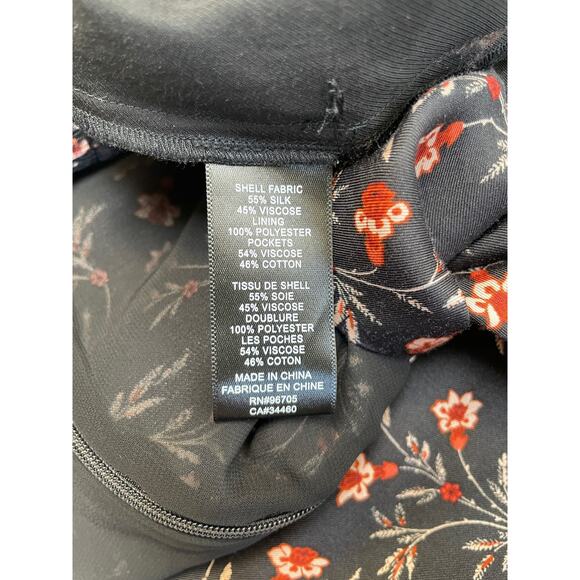 SHELL FABRIC
55% SILK
45% VISCOSE
LINING
100% POLYESTER
POCKETS
54% VISCOSE
46% COTTON
TISSU DE SHELL
55% SOIE
45% VISCOSE
DOUBLURE
100% POLYESTER
LES POCHES
54% VISCOSE
46% COTON
MADE IN CHINA
FABRIQUE EN CHINE
RN#96705
CA#34460